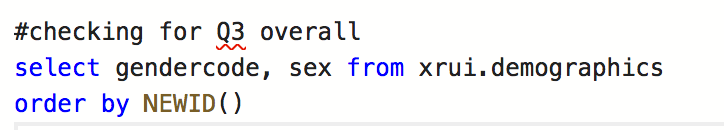 #checking for Q3 overall
select gendercode, sex from xrui.demographics
order by NEWID()